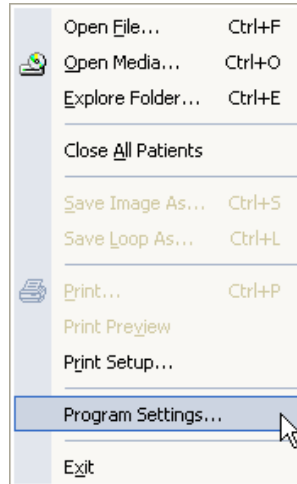 Open File... Ctrl+F
Open Media... Ctrl+O
Explore Folder... Ctrl+E
Close All Patients
Save Image As... Ctrl+S
Save Loop As... Ctrl+L
Print... Ctrl+P
Print Preview
Print Setup...
Program Settings...
Exit